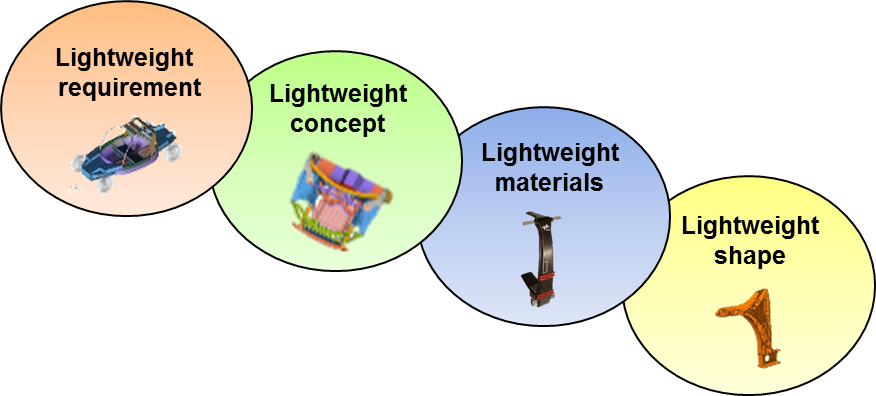 Lightweight
requirement
Lightweight
concept
Lightweight
materials
Lightweight
shape